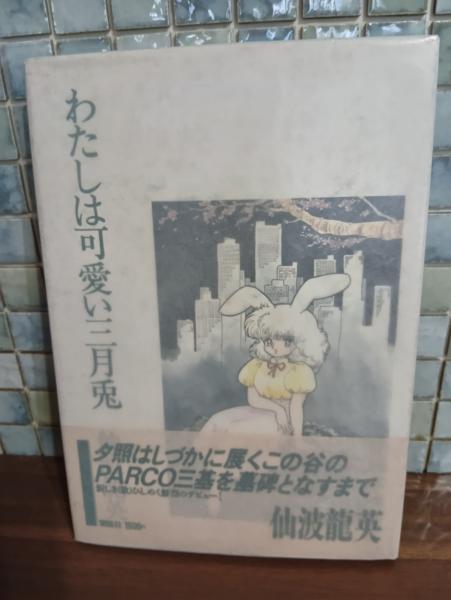 わたしは可愛い三月兎
夕照はしづかに展くこの谷の
PARCO三基を墓碑となすまで
仙波龍英